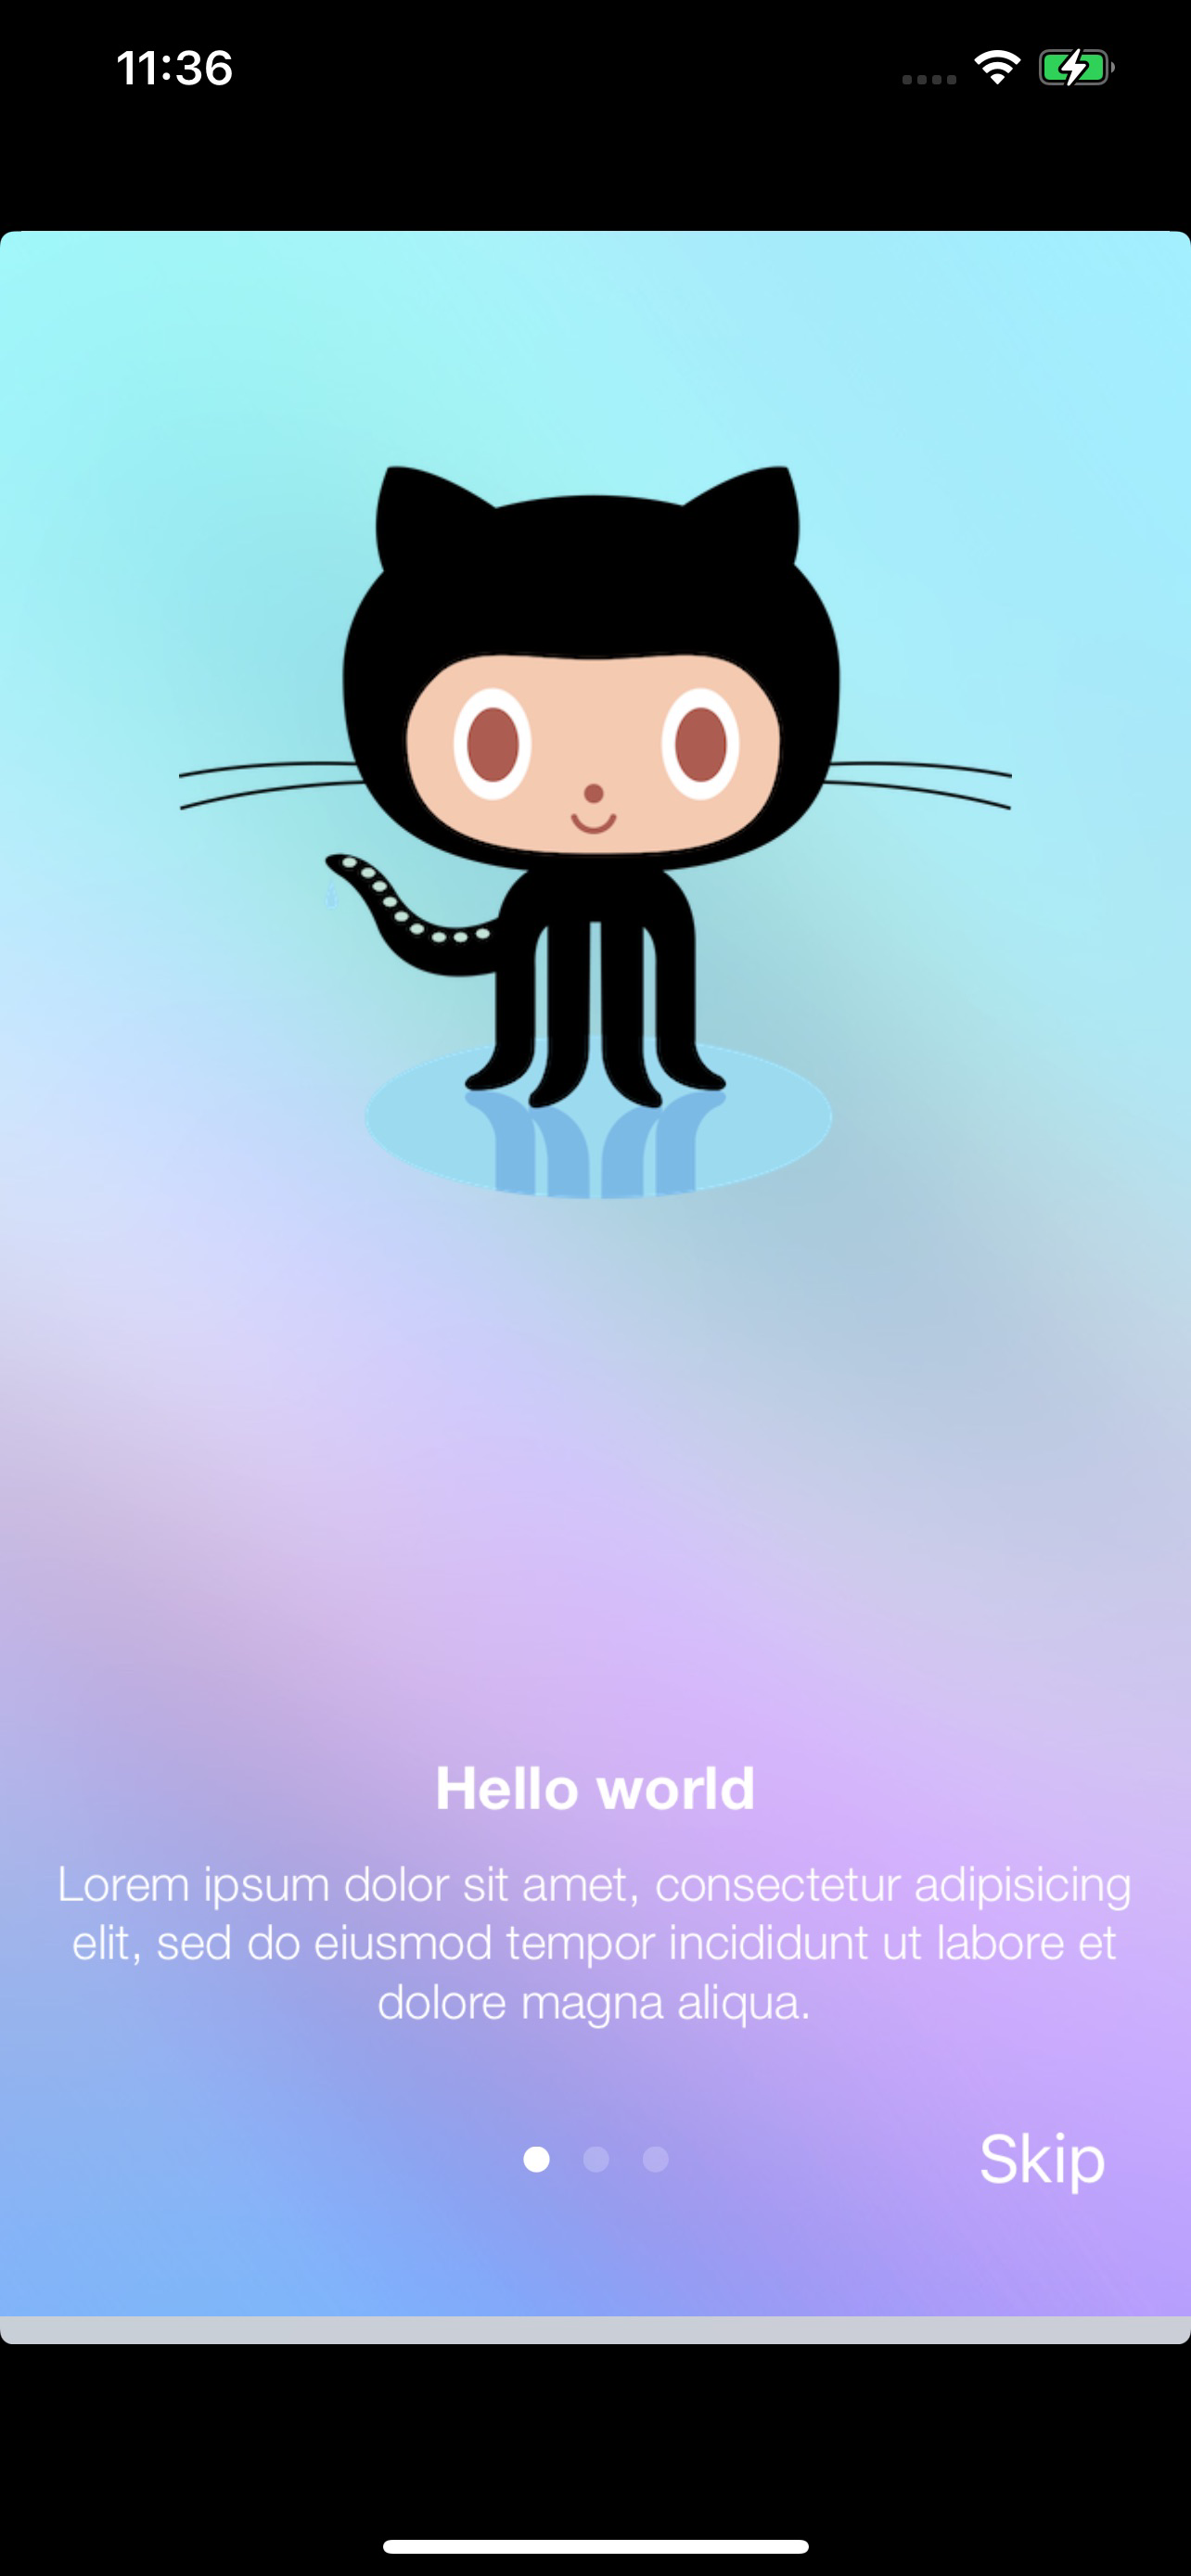 11:36
Hello world
Lorem ipsum dolor sit amet, consectetur adipisicing
elit, sed do eiusmod tempor incididunt ut labore et
dolore magna aliqua.
Skip